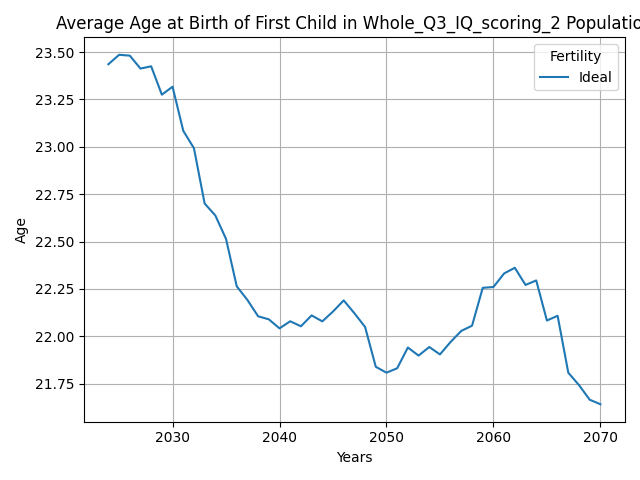 Average Age at Birth of First Child in Whole_Q3_IQ_scoring_2 Populatio
Fertility
Ideal
23.50
23.25
23.00
22.75
22.50
22.25
22.00
21.75
Age
2030 2040 2050 2060 2070
Years